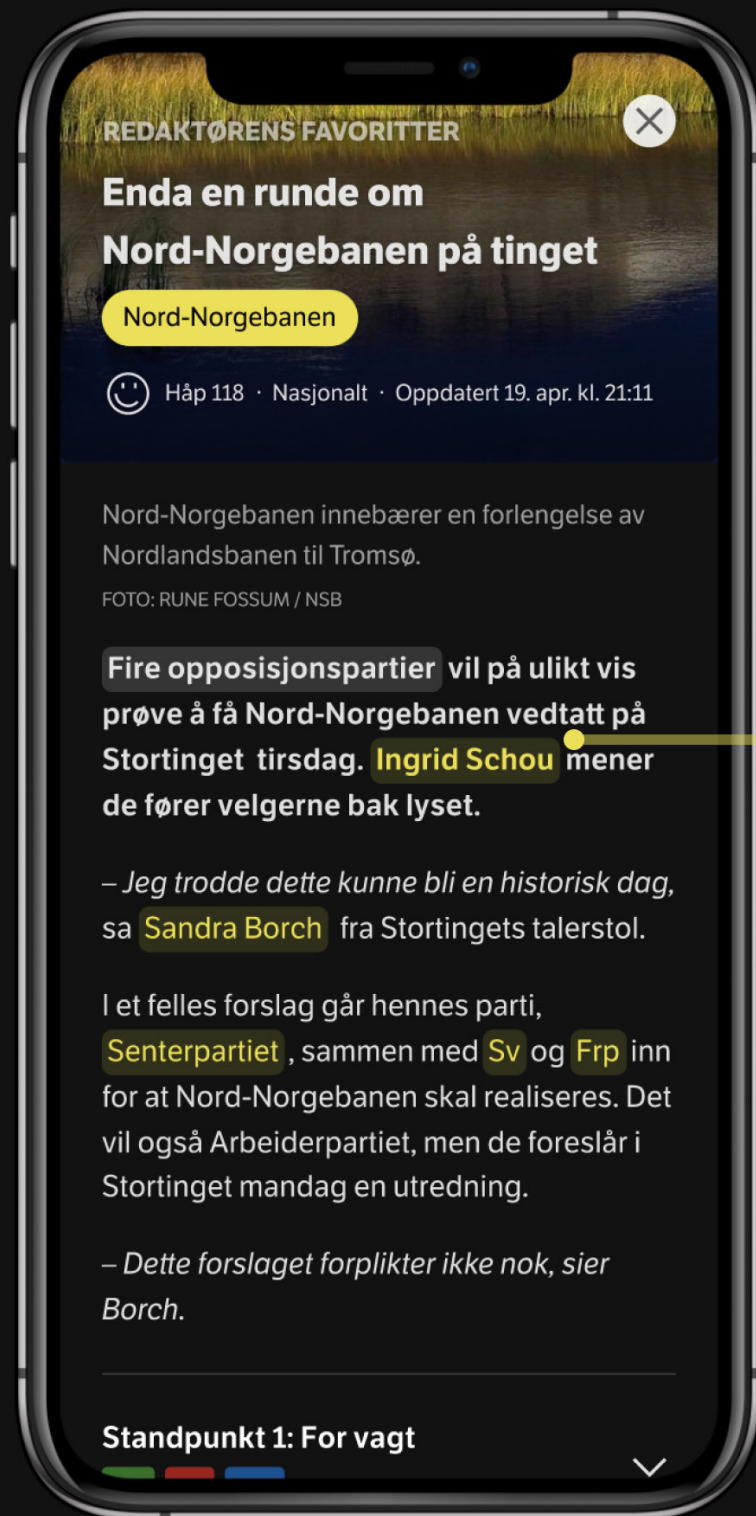 REDAKTØRENS FAVORITTER
Enda en runde om
Nord-Norgebanen på tinget
Nord-Norgebanen
Håp 118 · Nasjonalt · Oppdatert 19. apr. kl. 21:11
Nord-Norgebanen innebærer en forlengelse av
Nordlandsbanen til Tromsø.
FOTO: RUNE FOSSUM / NSB
Fire opposisjonspartier vil på ulikt vis
prøve å få Nord-Norgebanen vedtatt på
Stortinget tirsdag. Ingrid Schou mener
de fører velgerne bak lyset.
– Jeg trodde dette kunne bli en historisk dag,
sa Sandra Borch fra Stortingets talerstol.
I et felles forslag går hennes parti,
Senterpartiet , sammen med Sv og Frp inn
for at Nord-Norgebanen skal realiseres. Det
vil også Arbeiderpartiet, men de foreslår i
Stortinget mandag en utredning.
– Dette forslaget forplikter ikke nok, sier
Borch.
Standpunkt 1: For vagt